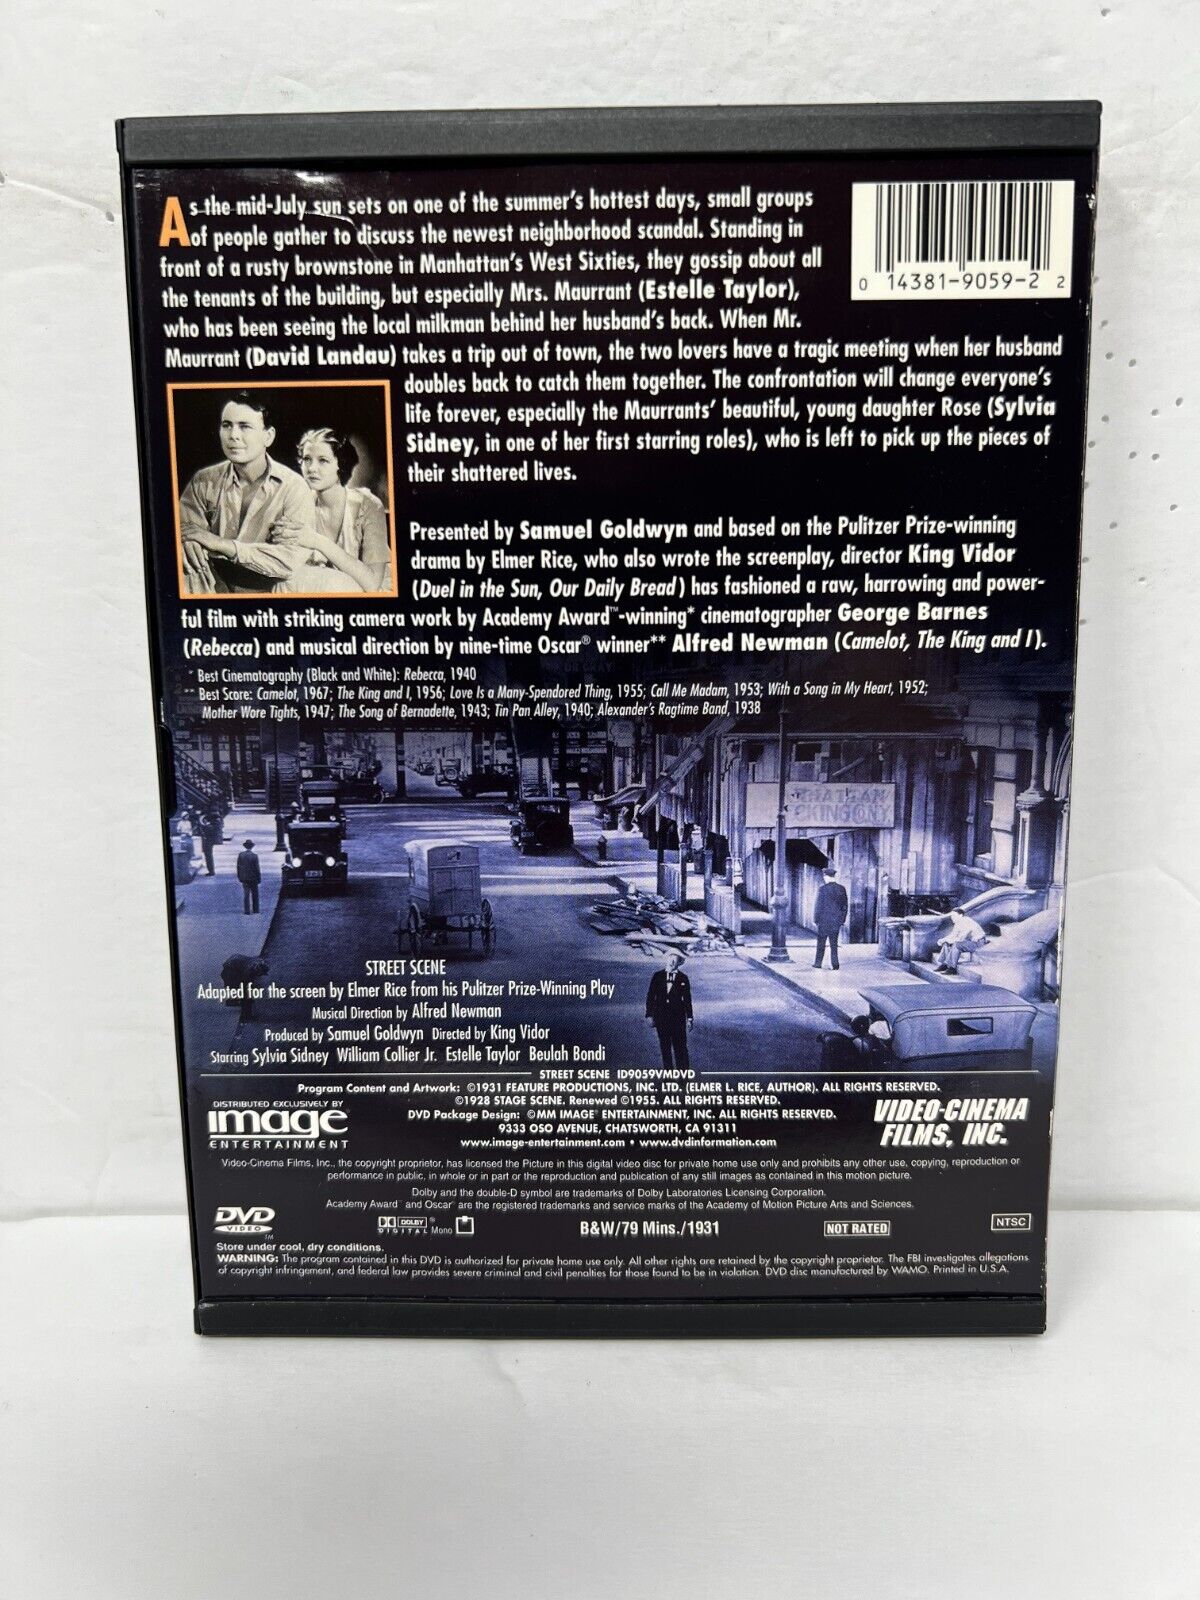 As the mid-July sun sets on one of the summer's hottest days, small groups
of people gather to discuss the newest neighborhood scandal. Standing in
front of a rusty brownstone in Manhattan's West Sixties, they gossip about all
the tenants of the building, but especially Mrs. Maurrant (Estelle Taylor),
who has been seeing the local milkman behind her husband's back. When Mr.
Maurrant (David Landau) takes a trip out of town, the two lovers have a tragic meeting when her husband
doubles back to catch them together. The confrontation will change everyone's
life forever, especially the Maurrants' beautiful, young daughter Rose (Sylvia
Sidney, in one of her first starring roles), who is left to pick up the pieces of
their shattered lives.
0 14381-9059-2 2
Presented by Samuel Goldwyn and based on the Pulitzer Prize-winning
drama by Elmer Rice, who also wrote the screenplay, director King Vidor
(Duel in the Sun, Our Daily Bread) has fashioned a raw, harrowing and power-
ful film with striking camera work by Academy Award™-winning* cinematographer George Barnes
(Rebecca) and musical direction by nine-time Oscar® winner** Alfred Newman (Camelot, The King and I).
* Best Cinematography (Black and White): Rebecca, 1940
** Best Score: Camelot, 1967; The King and I, 1956; Love Is a Many-Spendored Thing, 1955; Call Me Madam, 1953; With a Song in My Heart, 1952;
Mother Wore Tights, 1947; The Song of Bernadette, 1943; Tin Pan Alley, 1940; Alexander's Ragtime Band, 1938
STREET SCENE
Adapted for the screen by Elmer Rice from his Pulitzer Prize-Winning Play
Musical Direction by Alfred Newman
Produced by Samuel Goldwyn Directed by King Vidor
Starring Sylvia Sidney William Collier Jr. Estelle Taylor Beulah Bondi
STREET SCENE ID9059VMDVD
Program Content and Artwork: ©1931 FEATURE PRODUCTIONS, INC. LTD. (ELMER L. RICE, AUTHOR). ALL RIGHTS RESERVED.
©1928 STAGE SCENE. Renewed ©1955. ALL RIGHTS RESERVED.
DVD Package Design: ©MM IMAGE® ENTERTAINMENT, INC. ALL RIGHTS RESERVED.
9333 OSO AVENUE, CHATSWORTH, CA 91311
www.image-entertainment.com • www.dvdinformation.com
DISTRIBUTED EXCLUSIVELY BY
image
ENTERTAINMENT
VIDEO-CINEMA
FILMS, INC.
Video-Cinema Films, Inc., the copyright proprietor, has licensed the Picture in this digital video disc for private home use only and prohibits any other use, copying, reproduction or
performance in public, in whole or in part or the reproduction and publication of any still images as contained in this motion picture.
Dolby and the double-D symbol are trademarks of Dolby Laboratories Licensing Corporation.
Academy Award™ and Oscar® are the registered trademarks and service marks of the Academy of Motion Picture Arts and Sciences.
DVD
VIDEO
TM
DOLBY®
DIGITAL Mono
B&W/79 Mins./1931
NOT RATED
NTSC
Store under cool, dry conditions.
WARNING: The program contained in this DVD is authorized for private home use only. All other rights are retained by the copyright proprietor. The FBI investigates allegations
of copyright infringement, and federal law provides severe criminal and civil penalties for those found to be in violation. DVD disc manufactured by WAMO. Printed in U.S.A.